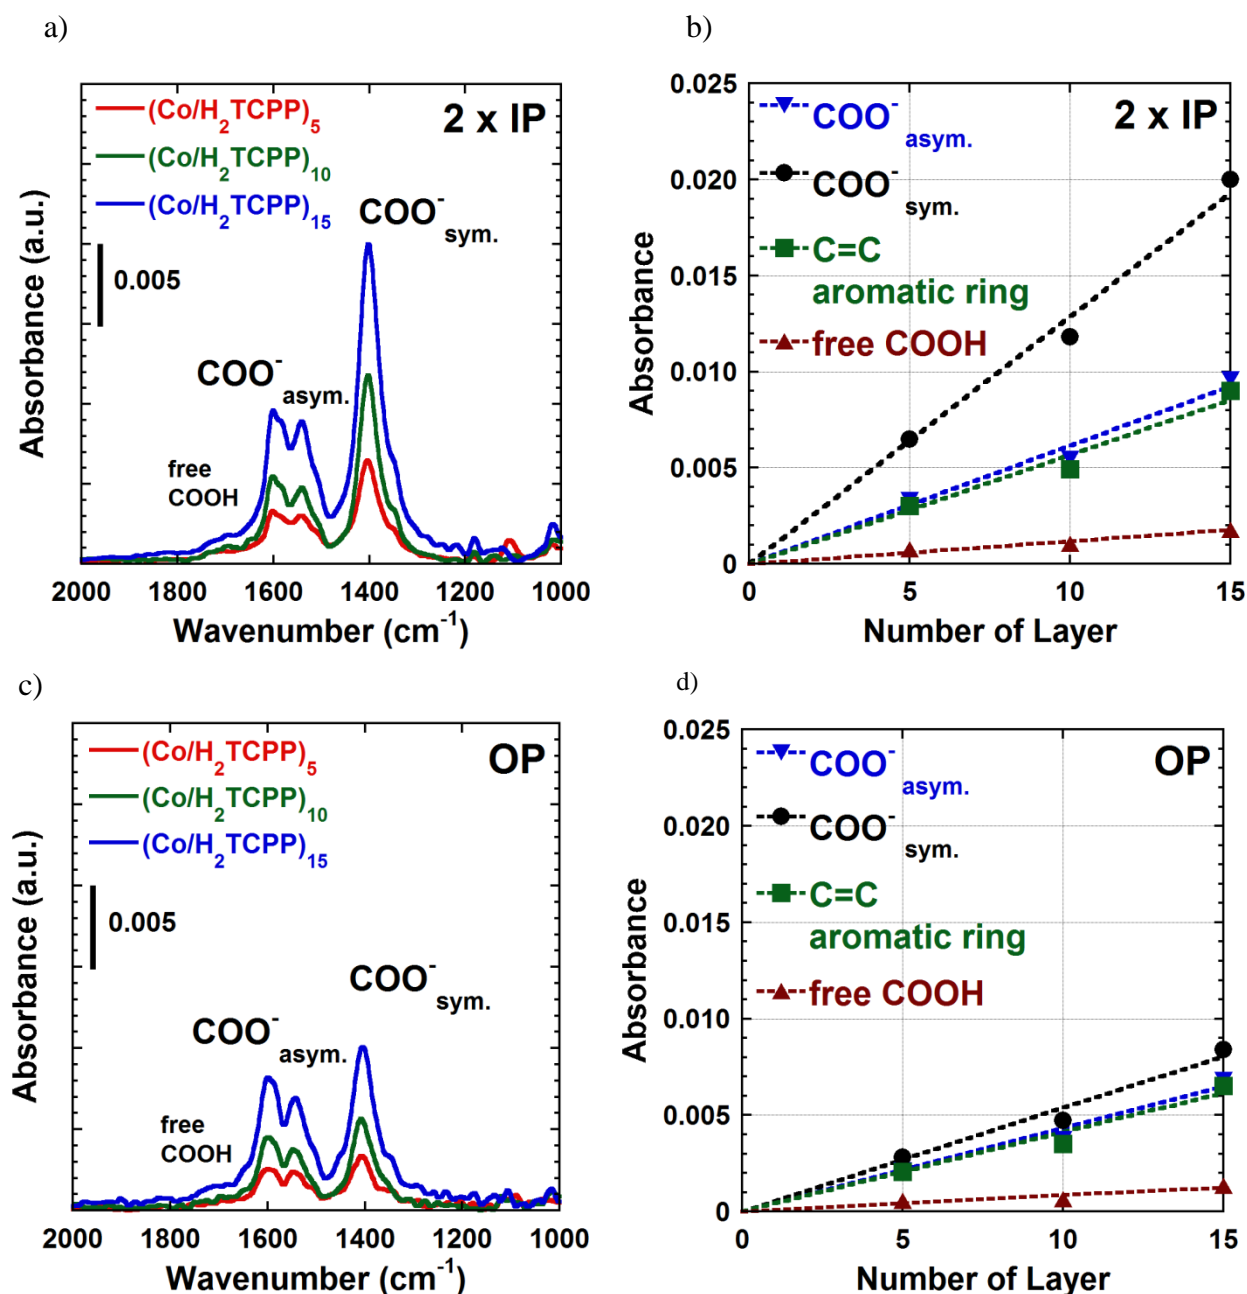 a)
(Co/H2TCPP)5
(Co/H2TCPP)10
(Co/H2TCPP)15
2 x IP
0.005
COO-sym.
COO-asym.
free
COOH
Absorbance (a.u.)
2000 1800 1600 1400 1200 1000
Wavenumber (cm-1)
b)
0.025
0.020
0.015
0.010
0.005
0
COO-asym.
COO-sym.
C=C
aromatic ring
free COOH
2 x IP
Absorbance
0 5 10 15
Number of Layer
c)
(Co/H2TCPP)5
(Co/H2TCPP)10
(Co/H2TCPP)15
OP
0.005
COO-sym.
COO-asym.
free
COOH
Absorbance (a.u.)
2000 1800 1600 1400 1200 1000
Wavenumber (cm-1)
d)
0.025
0.020
0.015
0.010
0.005
0.000
COO-asym.
COO-sym.
C=C
aromatic ring
free COOH
OP
Absorbance
0 5 10 15
Number of Layer